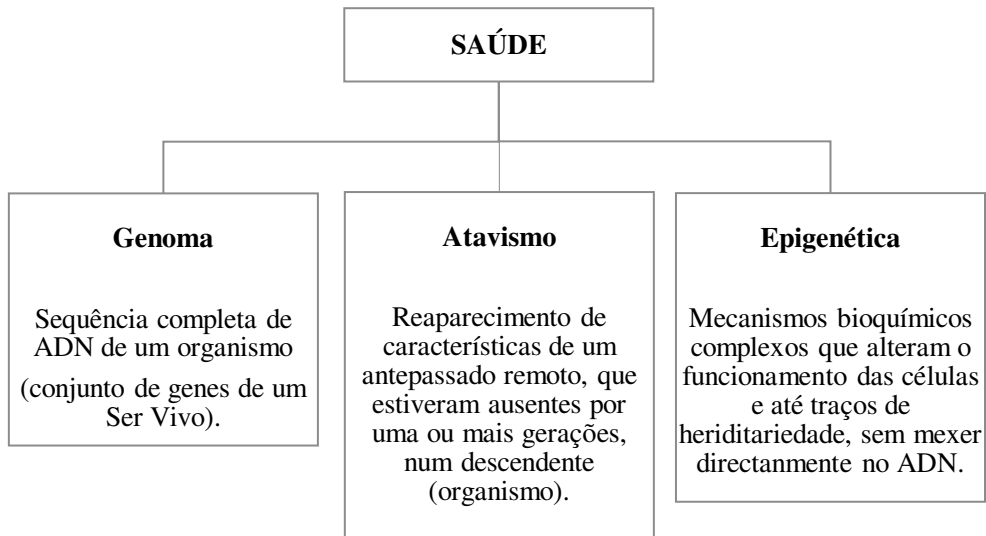 SAÚDE
Genoma
Sequência completa de
ADN de um organismo
(conjunto de genes de um
Ser Vivo).
Atavismo
Reaparecimento de
características de um
antepassado remoto, que
estiveram ausentes por
uma ou mais gerações,
num descendente
(organismo).
Epigenética
Mecanismos bioquímicos
complexos que alteram o
funcionamento das células
e até traços de
heriditariedade, sem mexer
directanmente no ADN.